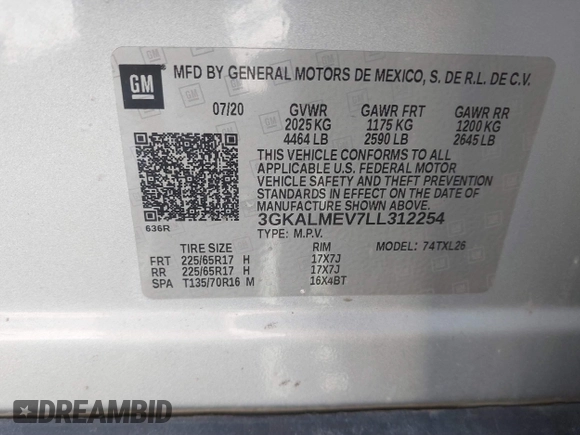 GM
MFD BY GENERAL MOTORS DE MEXICO, S. DE R.L. DE C.V.
07/20 GVWR GAWR FRT GAWR RR
2025 KG 1175 KG 1200 KG
4464 LB 2590 LB 2645 LB
THIS VEHICLE CONFORMS TO ALL
APPLICABLE U.S. FEDERAL MOTOR
VEHICLE SAFETY AND THEFT PREVENTION
STANDARDS IN EFFECT ON THE DATE OF
MANUFACTURE SHOWN ABOVE.
636R
3GKALMEV7LL312254
TYPE: M.P.V. MODEL: 74TXL26
TIRE SIZE RIM
FRT 225/65R17 H 17X7J
RR 225/65R17 H 17X7J
SPA T135/70R16 M 16X4BT
DREAMBID